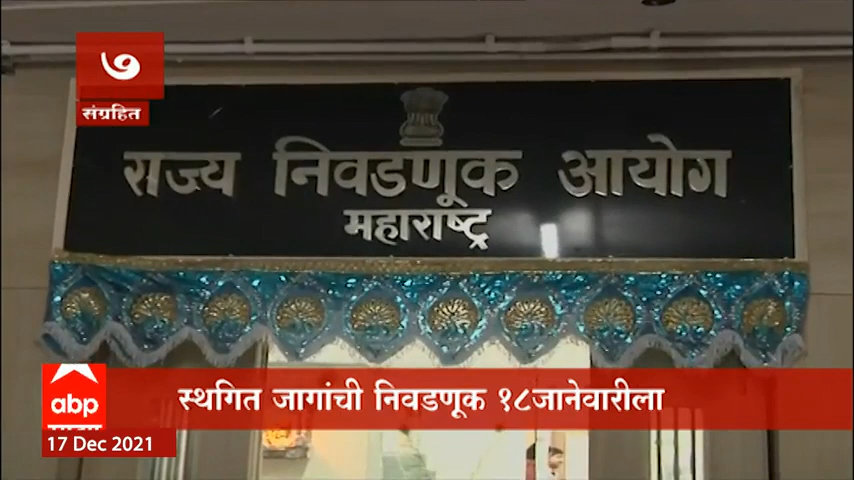 ७
संग्रहित
राज्य निवडणूक आयोग
महाराष्ट्र
स्थगित जागांची निवडणूक १८जानेवारीला
abp
17 Dec 2021